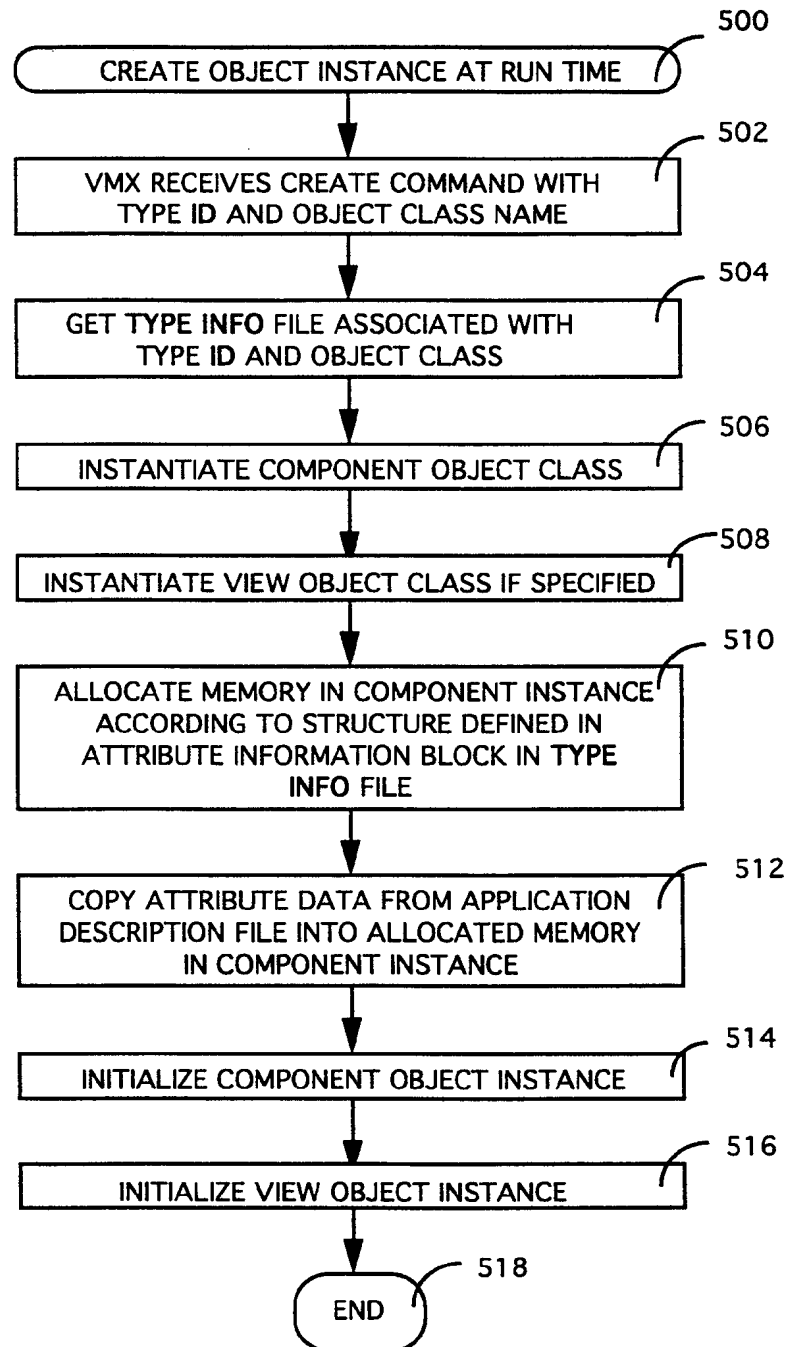 500
CREATE OBJECT INSTANCE AT RUN TIME
502
VMX RECEIVES CREATE COMMAND WITH
TYPE ID AND OBJECT CLASS NAME
504
GET TYPE INFO FILE ASSOCIATED WITH
TYPE ID AND OBJECT CLASS
506
INSTANTIATE COMPONENT OBJECT CLASS
508
INSTANTIATE VIEW OBJECT CLASS IF SPECIFIED
510
ALLOCATE MEMORY IN COMPONENT INSTANCE
ACCORDING TO STRUCTURE DEFINED IN
ATTRIBUTE INFORMATION BLOCK IN TYPE
INFO FILE
512
COPY ATTRIBUTE DATA FROM APPLICATION
DESCRIPTION FILE INTO ALLOCATED MEMORY
IN COMPONENT INSTANCE
514
INITIALIZE COMPONENT OBJECT INSTANCE
516
INITIALIZE VIEW OBJECT INSTANCE
518
END